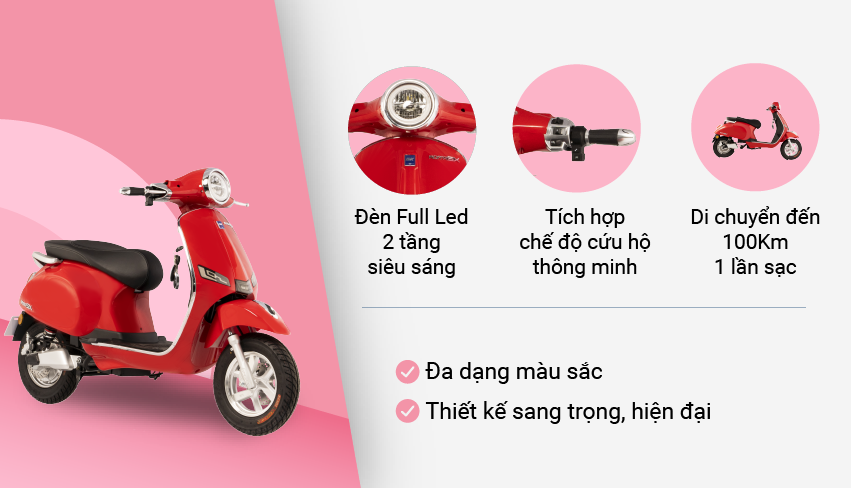 Đèn Full Led
2 tầng
siêu sáng
Tích hợp
chế độ cứu hộ
thông minh
Di chuyển đến
100Km
1 lần sạc
Đa dạng màu sắc
Thiết kế sang trọng, hiện đại